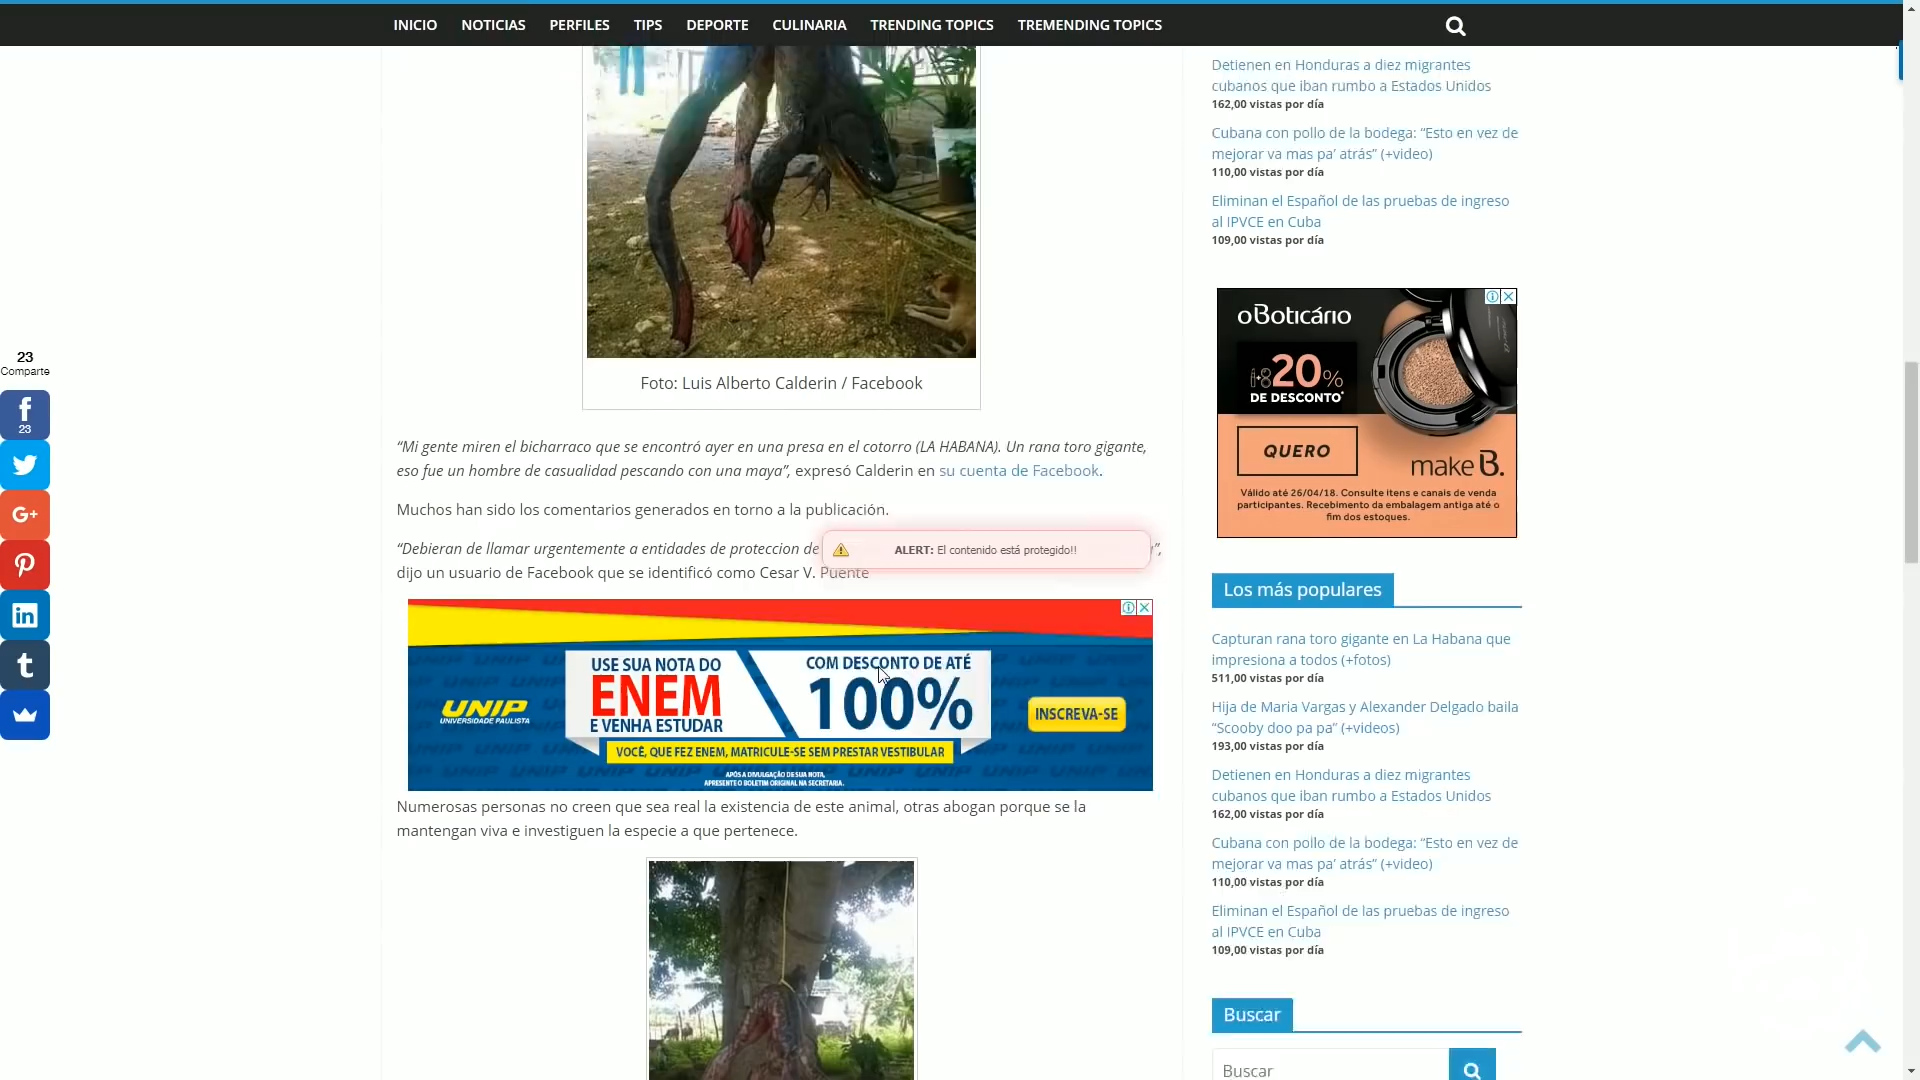 INICIO NOTICIAS PERFILES TIPS DEPORTE CULINARIA TRENDING TOPICS TREMENDING TOPICS
23
Comparte
23
Foto: Luis Alberto Calderin / Facebook
“Mi gente miren el bicharraco que se encontró ayer en una presa en el cotorro (LA HABANA). Un rana toro gigante,
eso fue un hombre de casualidad pescando con una maya”, expresó Calderin en su cuenta de Facebook.
Muchos han sido los comentarios generados en torno a la publicación.
“Debieran de llamar urgentemente a entidades de proteccion de
ALERT: El contenido está protegido!!
dijo un usuario de Facebook que se identificó como Cesar V. Puente
UNIP
UNIVERSIDADE PAULISTA
USE SUA NOTA DO
ENEM
E VENHA ESTUDAR
COM DESCONTO DE ATÉ
100%
INSCREVA-SE
VOCÊ, QUE FEZ ENEM, MATRICULE-SE SEM PRESTAR VESTIBULAR
APÓS A DIVULGAÇÃO DE SUA NOTA,
APRESENTE O BOLETIM ORIGINAL NA SECRETARIA.
Numerosas personas no creen que sea real la existencia de este animal, otras abogan porque se la
mantengan viva e investiguen la especie a que pertenece.
Detienen en Honduras a diez migrantes
cubanos que iban rumbo a Estados Unidos
162,00 vistas por día
Cubana con pollo de la bodega: “Esto en vez de
mejorar va mas pa’ atrás” (+video)
110,00 vistas por día
Eliminan el Español de las pruebas de ingreso
al IPVCE en Cuba
109,00 vistas por día
oBoticário
20%
DE DESCONTO*
QUERO
make B.
Válido até 26/04/18. Consulte itens e canais de venda
participantes. Recebimento da embalagem antiga até o
fim dos estoques.
Los más populares
Capturan rana toro gigante en La Habana que
impresiona a todos (+fotos)
511,00 vistas por día
Hija de Maria Vargas y Alexander Delgado baila
“Scooby doo pa pa” (+videos)
193,00 vistas por día
Detienen en Honduras a diez migrantes
cubanos que iban rumbo a Estados Unidos
162,00 vistas por día
Cubana con pollo de la bodega: “Esto en vez de
mejorar va mas pa’ atrás” (+video)
110,00 vistas por día
Eliminan el Español de las pruebas de ingreso
al IPVCE en Cuba
109,00 vistas por día
Buscar
Buscar